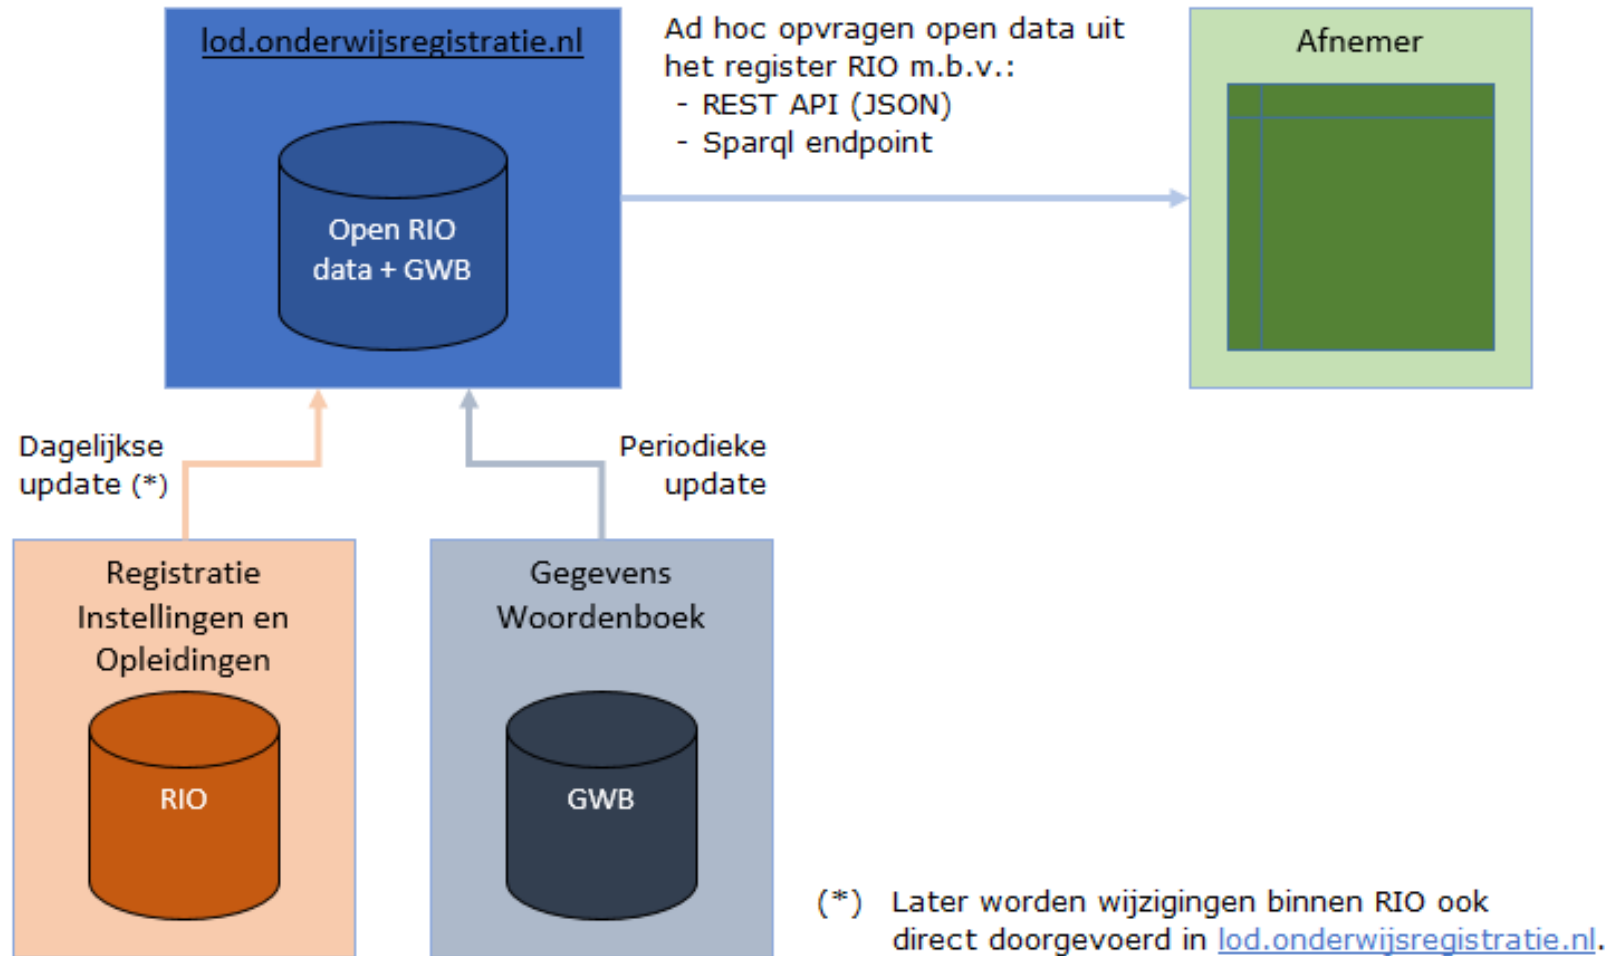 lod.onderwijsregistratie.nl
Open RIO
data + GWB
Ad hoc opvragen open data uit
het register RIO m.b.v.:
- REST API (JSON)
- Sparql endpoint
Afnemer
Dagelijkse
update (*)
Periodieke
update
Registratie
Instellingen en
Opleidingen
RIO
Gegevens
Woordenboek
GWB
(*) Later worden wijzigingen binnen RIO ook
direct doorgevoerd in lod.onderwijsregistratie.nl.